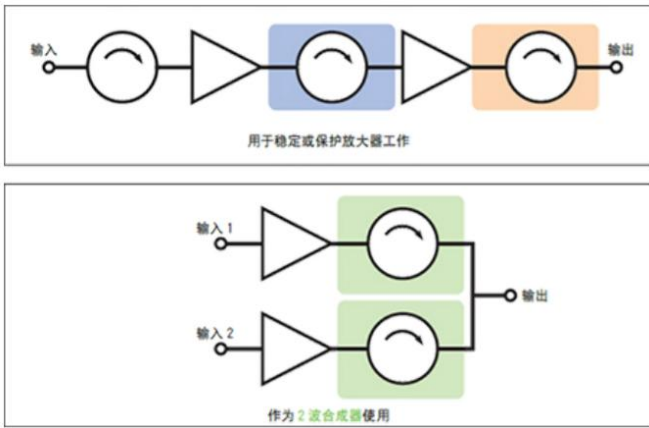 输入
输出
用于稳定或保护放大器工作
输入 1
输出
输入 2
作为 2 波合成器使用